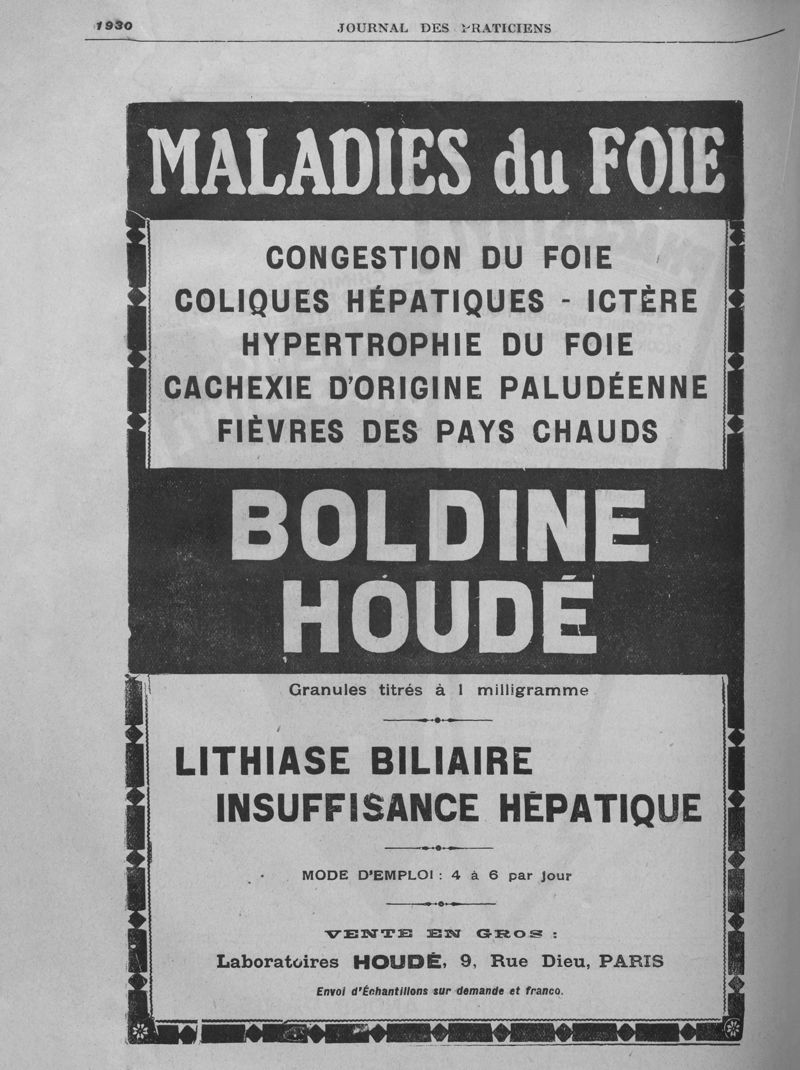 1930
JOURNAL DES PRATICIENS
MALADIES du FOIE
CONGESTION DU FOIE
COLIQUES HÉPATIQUES - ICTÈRE
HYPERTROPHIE DU FOIE
CACHEXIE D'ORIGINE PALUDÉENNE
FIÈVRES DES PAYS CHAUDS
BOLDINE
HOUDÉ
Granules titrés à 1 milligramme
LITHIASE BILIAIRE
INSUFFISANCE HÉPATIQUE
MODE D'EMPLOI : 4 à 6 par jour
VENTE EN GROS :
Laboratoires HOUDÉ, 9, Rue Dieu, PARIS
Envoi d'Échantillons sur demande et franco.